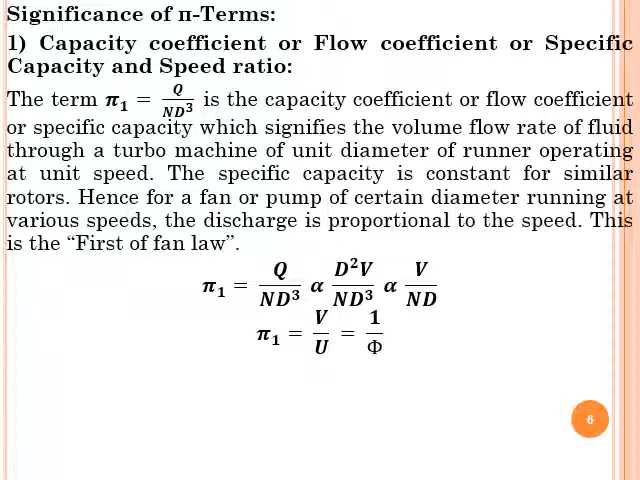 Significance of π-Terms:
1) Capacity coefficient or Flow coefficient or Specific
Capacity and Speed ratio:
The term π₁ = Q/ND³ is the capacity coefficient or flow coefficient
or specific capacity which signifies the volume flow rate of fluid
through a turbo machine of unit diameter of runner operating
at unit speed. The specific capacity is constant for similar
rotors. Hence for a fan or pump of certain diameter running at
various speeds, the discharge is proportional to the speed. This
is the “First of fan law”.
π₁ = Q/ND³ α D²V/ND³ α V/ND
π₁ = V/U = 1/Φ
6